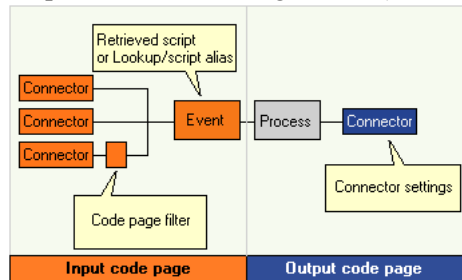 Retrieved script
or Lookup/script alias
Connector
Connector
Event
Process
Connector
Connector
Connector settings
Code page filter
Input code page
Output code page